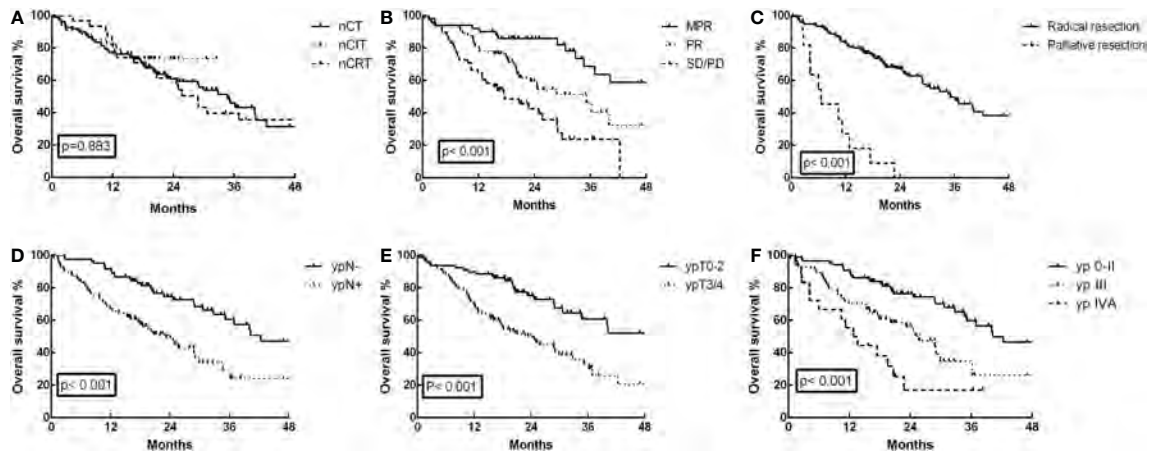 A
Overall survival %
100
80
60
40
20
0
0 12 24 36 48
Months
nCT
nCIT
nCRT
p=0.883
B
Overall survival %
100
80
60
40
20
0
0 12 24 36 48
Months
MPR
PR
SD/PD
p< 0.001
C
Overall survival %
100
80
60
40
20
0
0 12 24 36 48
Months
Radical resection
Palliative resection
p< 0.001
D
Overall survival %
100
80
60
40
20
0
0 12 24 36 48
Months
ypN-
ypN+
p< 0.001
E
Overall survival %
100
80
60
40
20
0
0 12 24 36 48
Months
ypT0-2
ypT3/4
P< 0.001
F
Overall survival %
100
80
60
40
20
0
0 12 24 36 48
Months
yp 0-II
yp III
yp IVA
p< 0.001